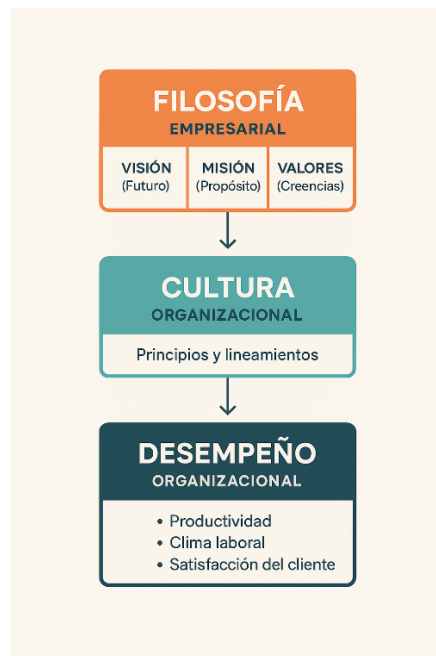 FILOSOFÍA
EMPRESARIAL
VISIÓN
(Futuro)
MISIÓN
(Propósito)
VALORES
(Creencias)
CULTURA
ORGANIZACIONAL
Principios y lineamientos
DESEMPEÑO
ORGANIZACIONAL
• Productividad
• Clima laboral
• Satisfacción del cliente